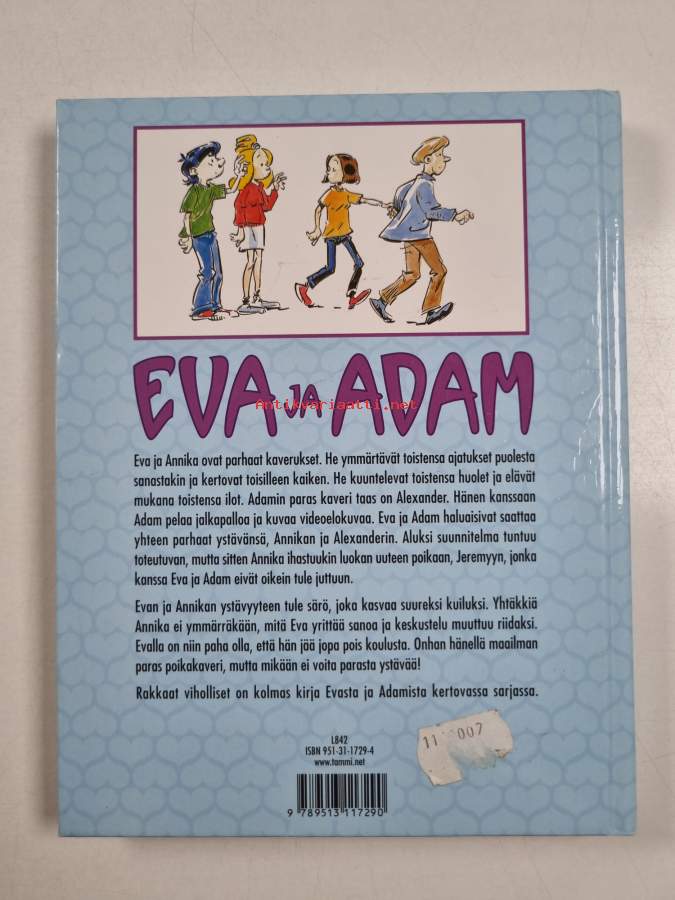 EVA JA ADAM
Antikvariaatti.net
Eva ja Annika ovat parhaat kaverukset. He ymmärtävät toistensa ajatukset puolesta
sanastakin ja kertovat toisilleen kaiken. He kuuntelevat toistensa huolet ja elävät
mukana toistensa ilot. Adamin paras kaveri taas on Alexander. Hänen kanssaan
Adam pelaa jalkapalloa ja kuvaa videoelokuvaa. Eva ja Adam haluaisivat saattaa
yhteen parhaat ystävänsä, Annikan ja Alexanderin. Aluksi suunnitelma tuntuu
toteutuvan, mutta sitten Annika ihastuukin luokan uuteen poikaan, Jeremyyn, jonka
kanssa Eva ja Adam eivät oikein tule juttuun.
Evan ja Annikan ystävyyteen tule särö, joka kasvaa suureksi kuiluksi. Yhtäkkiä
Annika ei ymmärräkään, mitä Eva yrittää sanoa ja keskustelu muuttuu riidaksi.
Evalla on niin paha olla, että hän jää jopa pois koulusta. Onhan hänellä maailman
paras poikakaveri, mutta mikään ei voita parasta ystävää!
Rakkaat viholliset on kolmas kirja Evasta ja Adamista kertovassa sarjassa.
L842
ISBN 951-31-1729-4
www.tammi.net
9 789513 117290